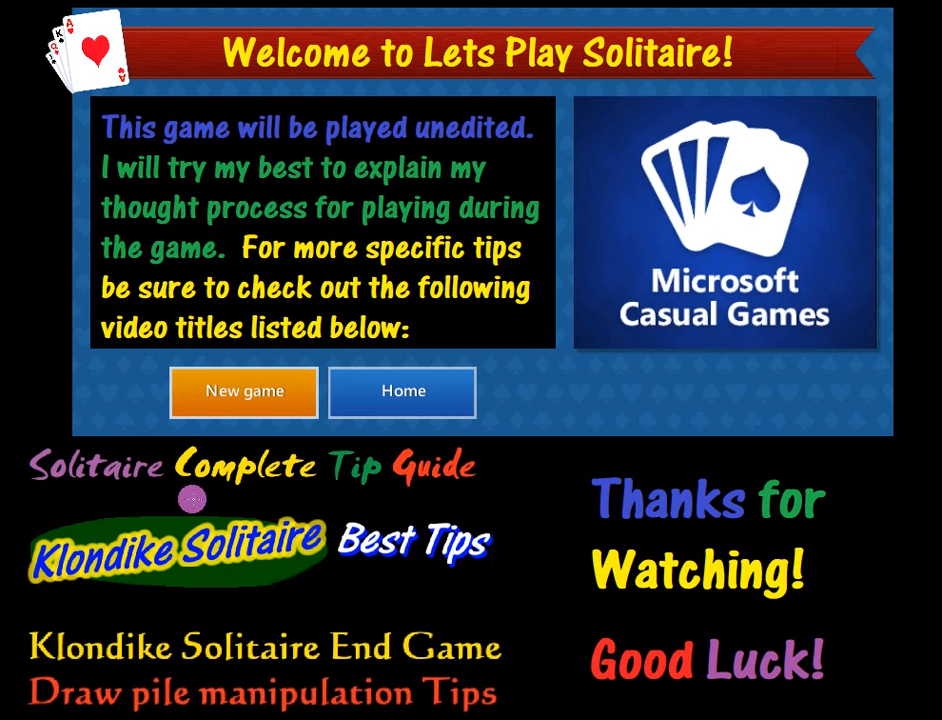 Welcome to Lets Play Solitaire!
This game will be played unedited.
I will try my best to explain my
thought process for playing during
the game. For more specific tips
be sure to check out the following
video titles listed below:
Microsoft
Casual Games
New game
Home
Solitaire Complete Tip Guide
Klondike Solitaire Best Tips
Klondike Solitaire End Game
Draw pile manipulation Tips
Thanks for
Watching!
Good Luck!